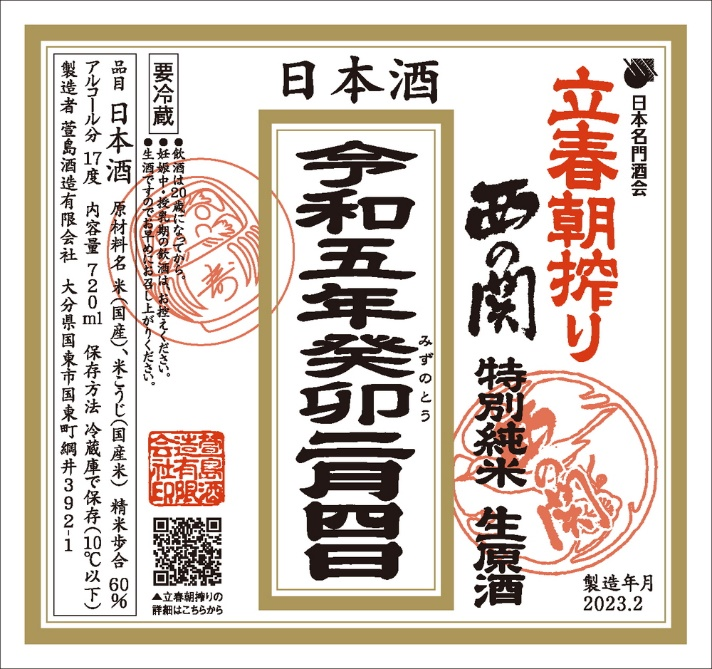 日本名門酒会
立春朝搾り
西の関
特別純米 生原酒
製造年月
2023.2
日本酒
令和五年癸卯二月四日
みずのとう
要冷蔵
●飲酒は20歳になってから。
●妊娠中・授乳期の飲酒は、お控えください。
●生酒ですのでお早めにお召し上がりください。
寿
萱島酒
造有限
会社印
▲立春朝搾りの
詳細はこちらから
品目 日本酒 原材料名 米(国産)、米こうじ(国産米) 精米歩合 60%
アルコール分 17度 内容量 720ml 保存方法 冷蔵庫で保存(10℃以下)
製造者 萱島酒造有限会社 大分県国東市国東町綱井392-1